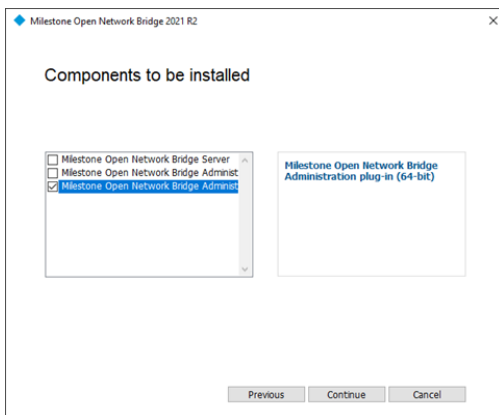 Milestone Open Network Bridge 2021 R2
Components to be installed
Milestone Open Network Bridge Server
Milestone Open Network Bridge Administ
Milestone Open Network Bridge Administ
Milestone Open Network Bridge
Administration plug-in (64-bit)
Previous
Continue
Cancel